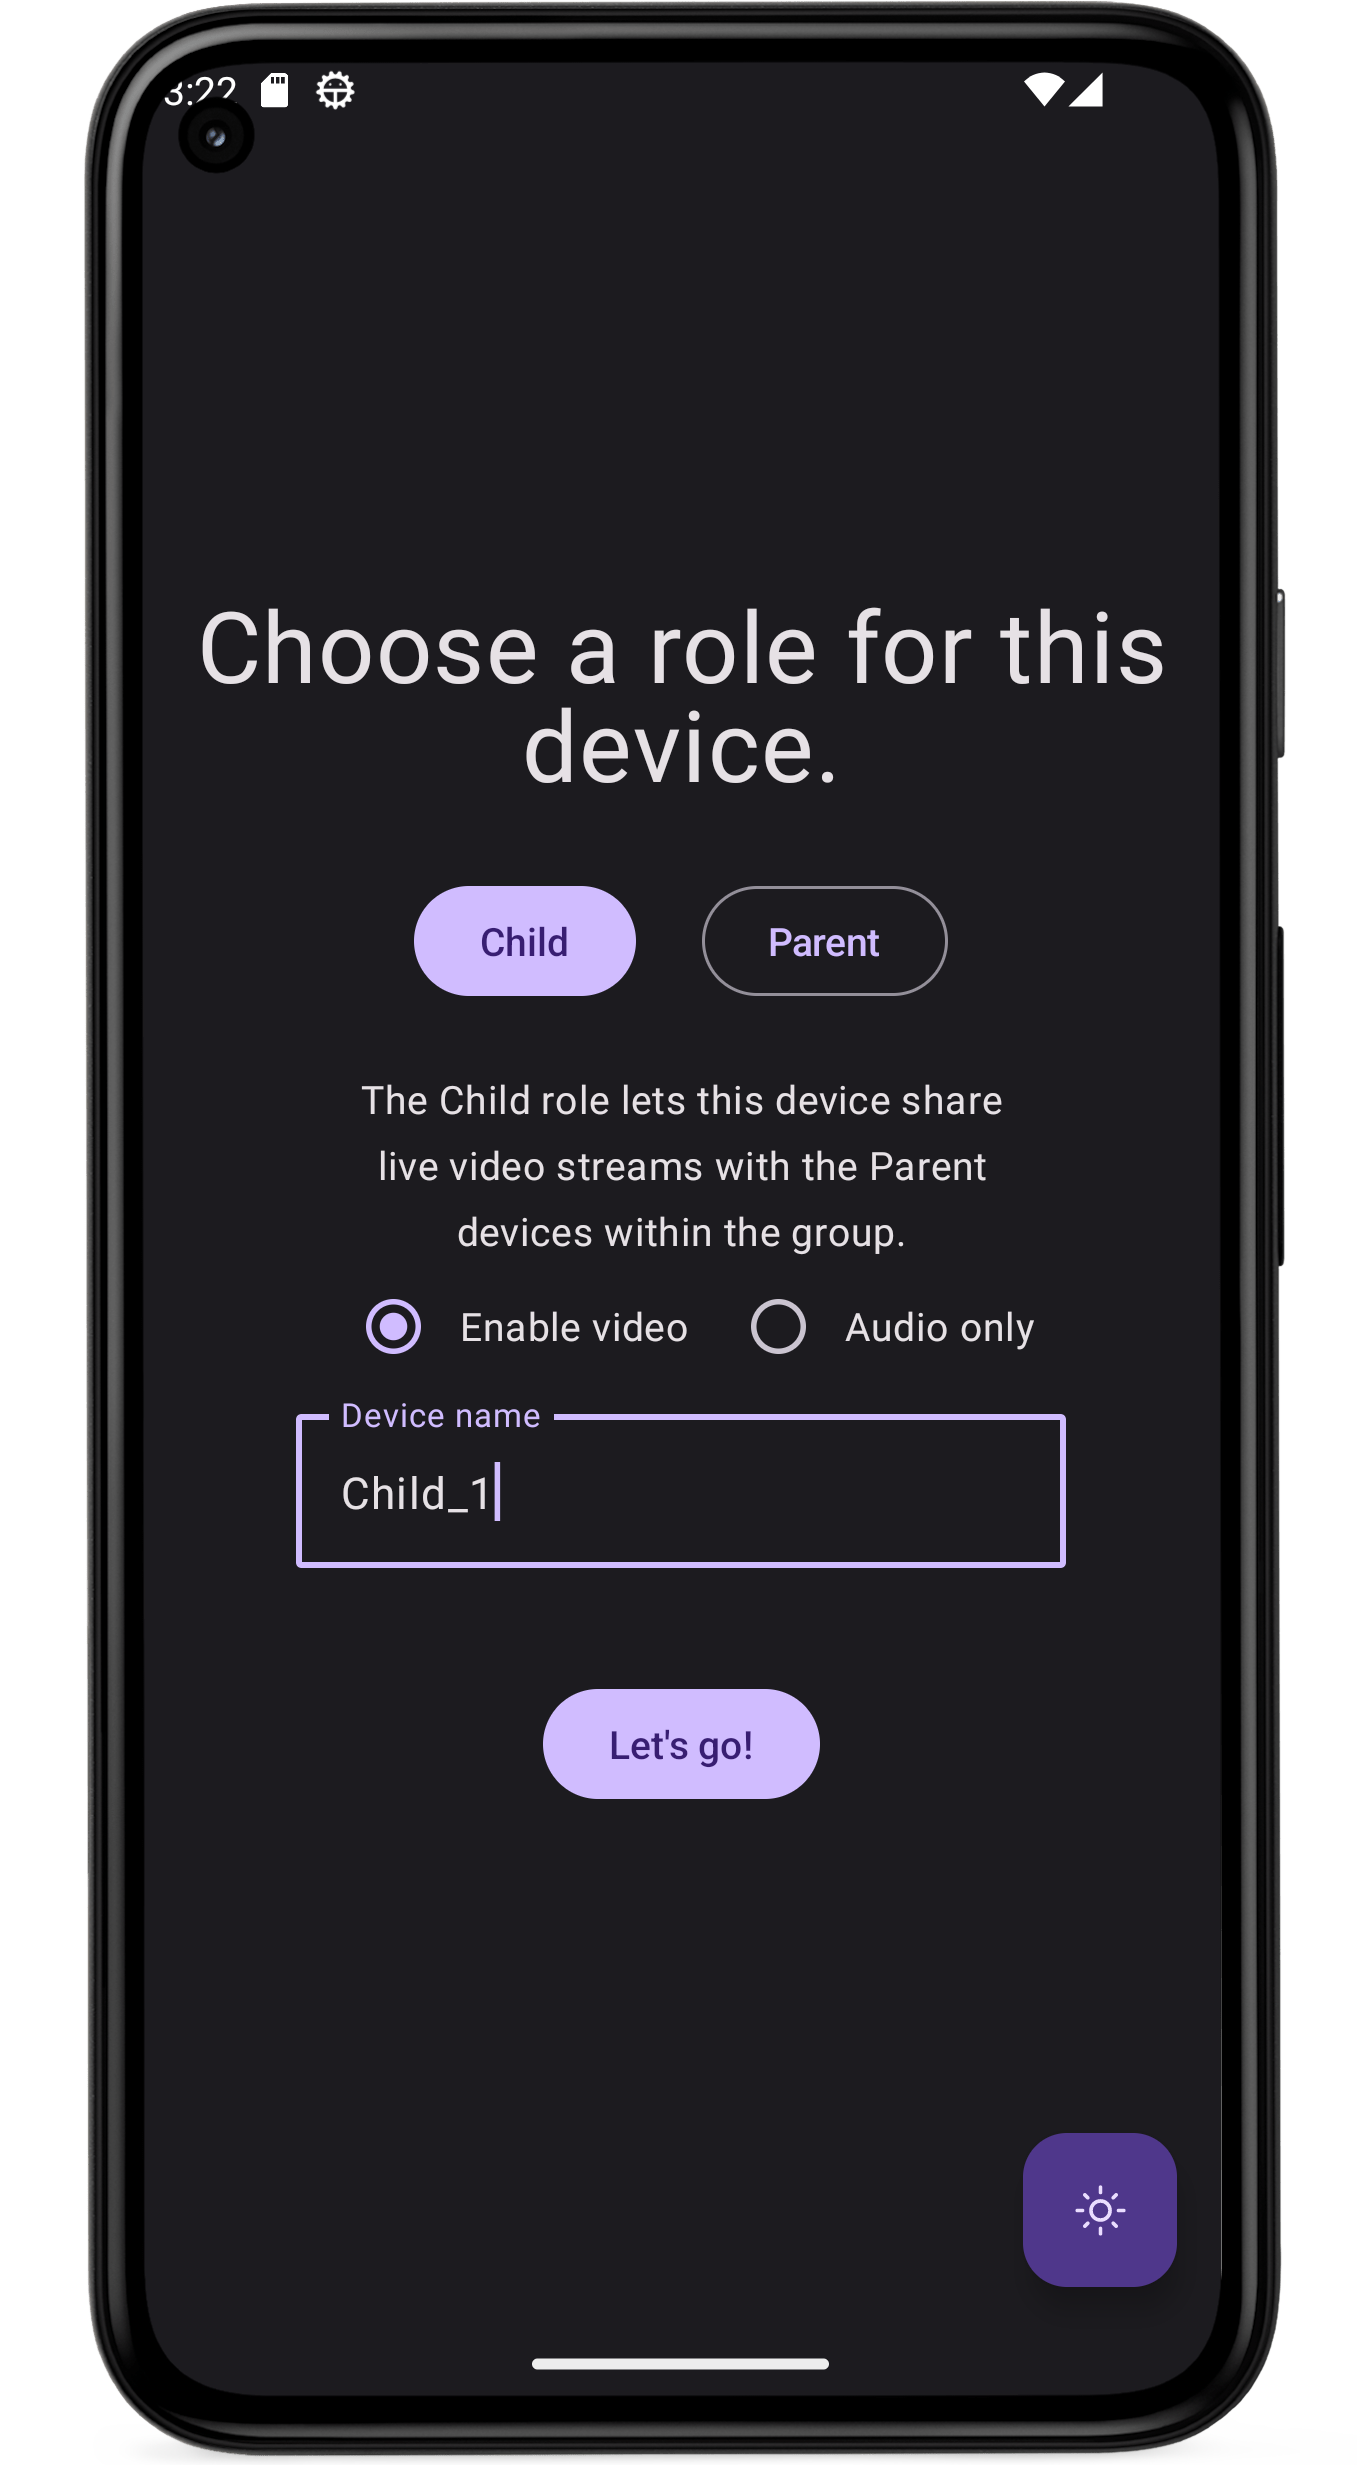 3:22
Choose a role for this
device.
Child Parent
The Child role lets this device share
live video streams with the Parent
devices within the group.
Enable video Audio only
Device name
Child_1
Let's go!